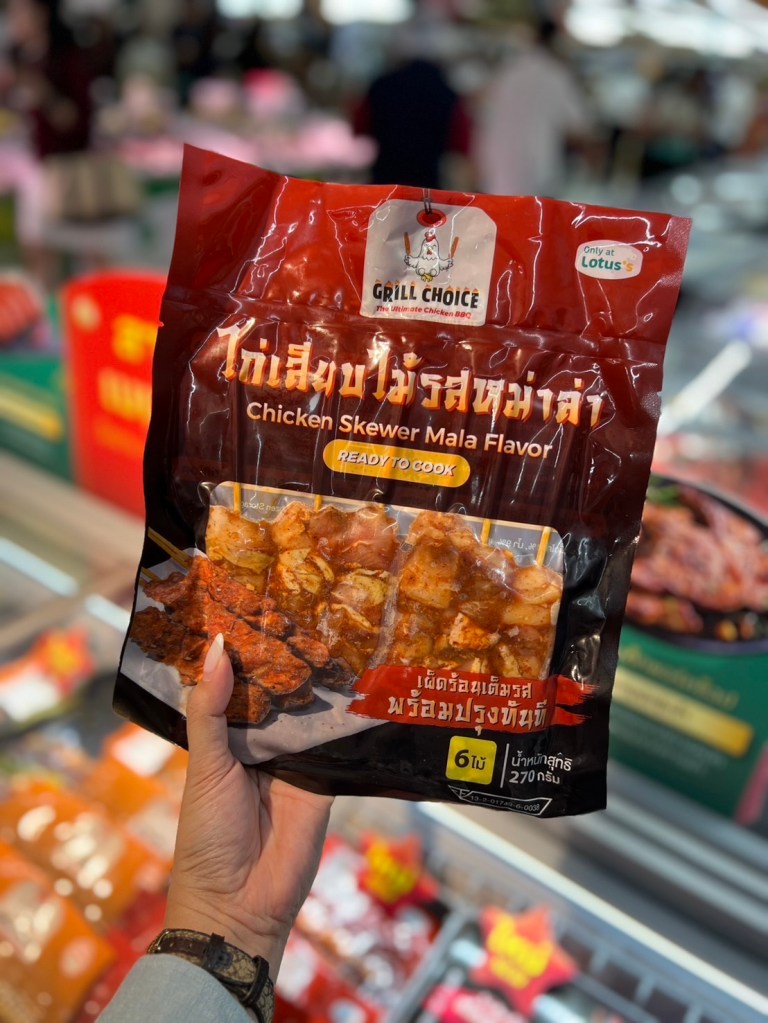 GRILL CHOICE
The Ultimate Chicken BBQ
Only at
Lotus's
ไก่เสียบไม้รสหม่าล่า
Chicken Skewer Mala Flavor
READY TO COOK
เผ็ดร้อนเต็มรส
พร้อมปรุงทันที
6 ไม้
น้ำหนักสุทธิ
270 กรัม